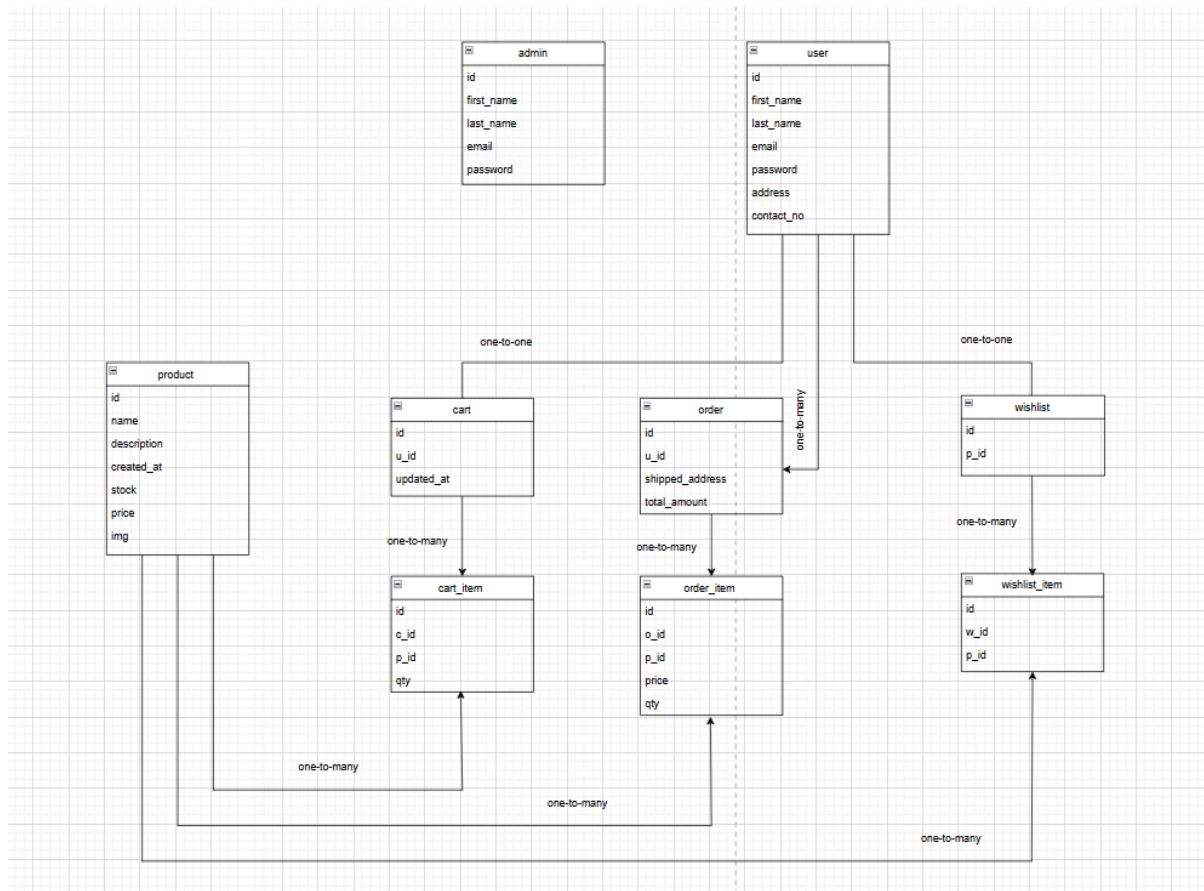 admin
id
first_name
last_name
email
password
user
id
first_name
last_name
email
password
address
contact_no
one-to-one
one-to-one
one-to-many
product
id
name
description
created_at
stock
price
img
cart
id
u_id
updated_at
order
id
u_id
shipped_address
total_amount
wishlist
id
p_id
one-to-many
one-to-many
one-to-many
cart_item
id
c_id
p_id
qty
order_item
id
o_id
p_id
price
qty
wishlist_item
id
w_id
p_id
one-to-many
one-to-many
one-to-many